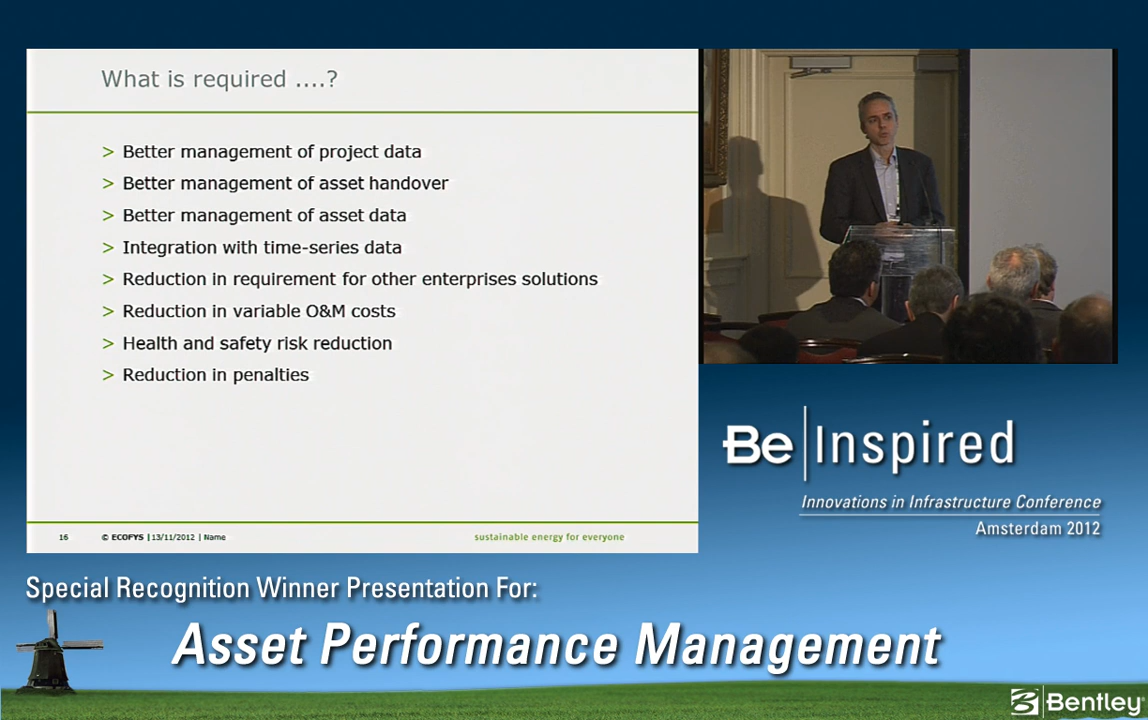 What is required ....?
> Better management of project data
> Better management of asset handover
> Better management of asset data
> Integration with time-series data
> Reduction in requirement for other enterprises solutions
> Reduction in variable O&M costs
> Health and safety risk reduction
> Reduction in penalties
16 © ECOFYS | 13/11/2012 | Name
sustainable energy for everyone
Be Inspired
Innovations in Infrastructure Conference
Amsterdam 2012
Special Recognition Winner Presentation For:
Asset Performance Management
Bentley